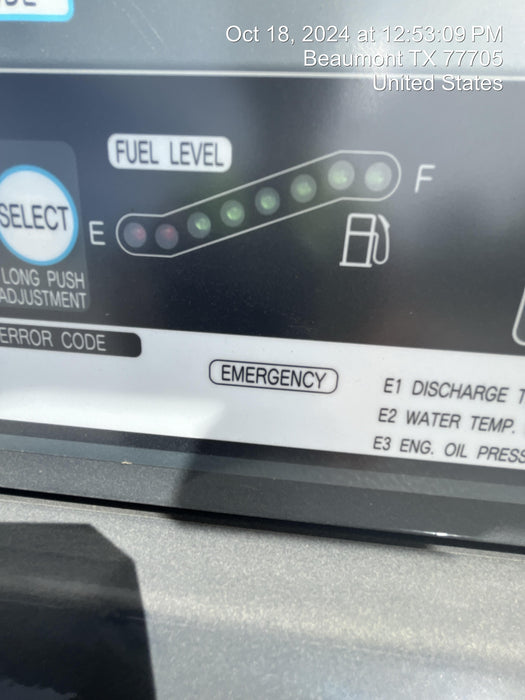 Oct 18, 2024 at 12:53:09 PM
Beaumont TX 77705
United States
FUEL LEVEL
SELECT
E
F
LONG PUSH
ADJUSTMENT
ERROR CODE
EMERGENCY
E1 DISCHARGE
E2 WATER TEMP.
E3 ENG. OIL PRESS